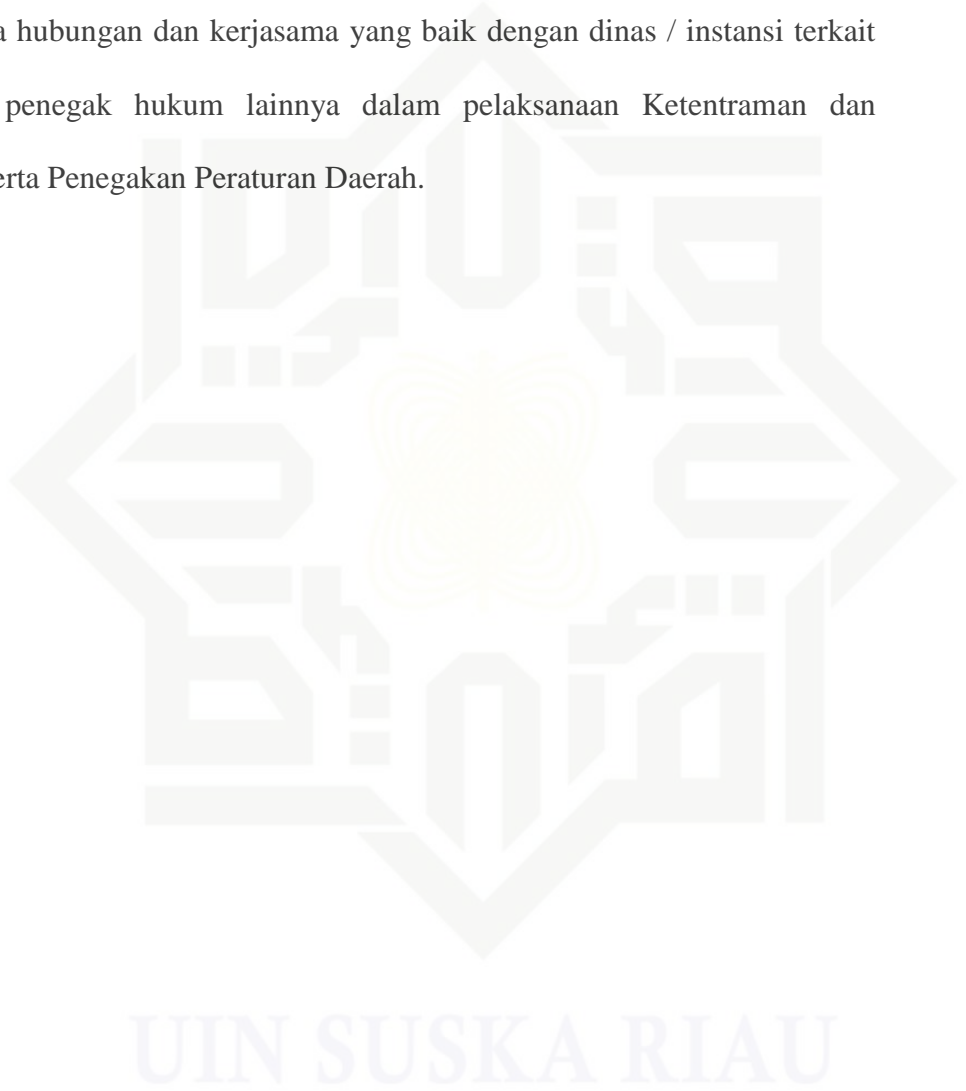 hubungan dan kerjasama yang baik dengan dinas / instansi terkait
penegak hukum lainnya dalam pelaksanaan Ketentraman dan
erta Penegakan Peraturan Daerah.
UIN SUSKA RIAU